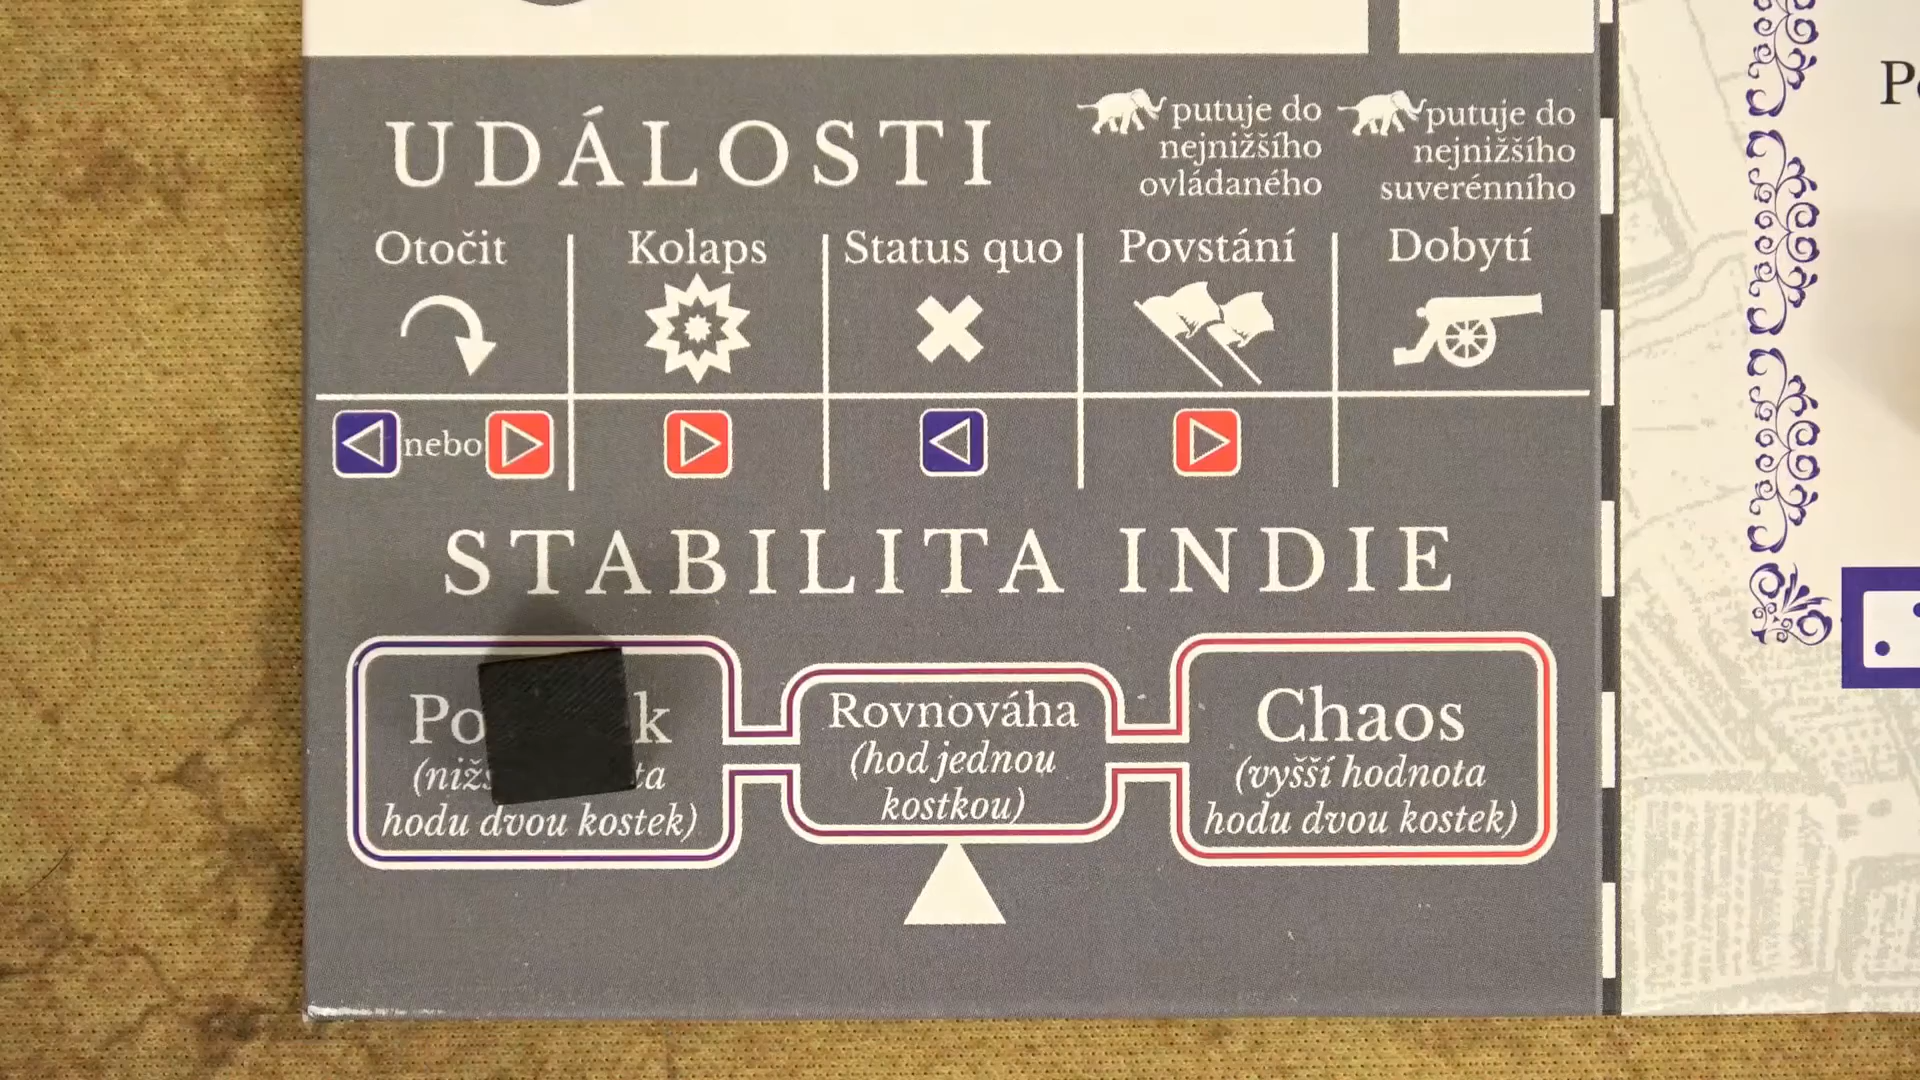 UDÁLOSTI
putuje do
nejnižšího
ovládaného
putuje do
nejnižšího
suverénního
Otočit
Kolaps
Status quo
Povstání
Dobytí
nebo
STABILITA INDIE
hodu dvou kostek)
Rovnováha
(hod jednou
kostkou)
Chaos
(vyšší hodnota
hodu dvou kostek)